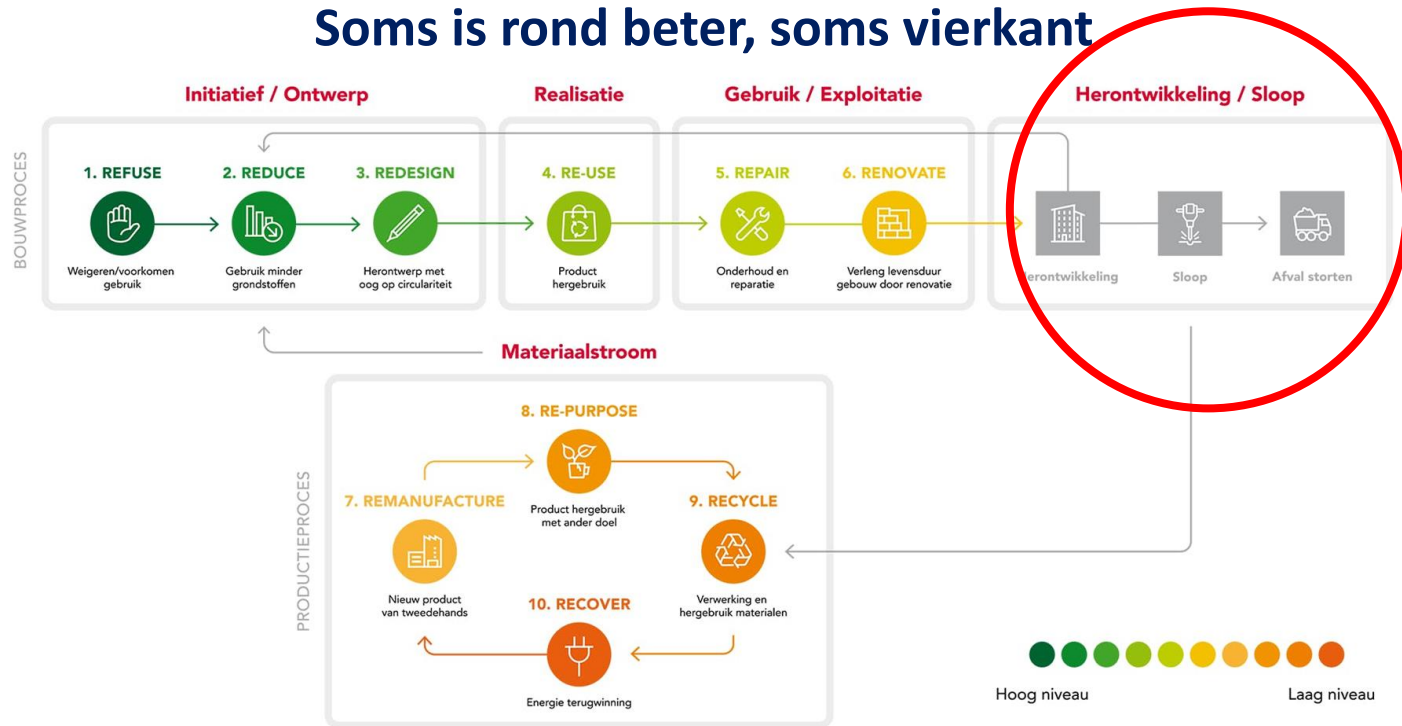 Soms is rond beter, soms vierkant
Initiatief / Ontwerp
Realisatie
Gebruik / Exploitatie
Herontwikkeling / Sloop
BOUWPROCES
1. REFUSE
Weigeren/voorkomen
gebruik
2. REDUCE
Gebruik minder
grondstoffen
3. REDESIGN
Herontwerp met
oog op circulariteit
4. RE-USE
Product
hergebruik
5. REPAIR
Onderhoud en
reparatie
6. RENOVATE
Verleng levensduur
gebouw door renovatie
Herontwikkeling
Sloop
Afval storten
Materiaalstroom
PRODUCTIEPROCES
7. REMANUFACTURE
Nieuw product
van tweedehands
8. RE-PURPOSE
Product hergebruik
met ander doel
9. RECYCLE
Verwerking en
hergebruik materialen
10. RECOVER
Energie terugwinning
Hoog niveau
Laag niveau